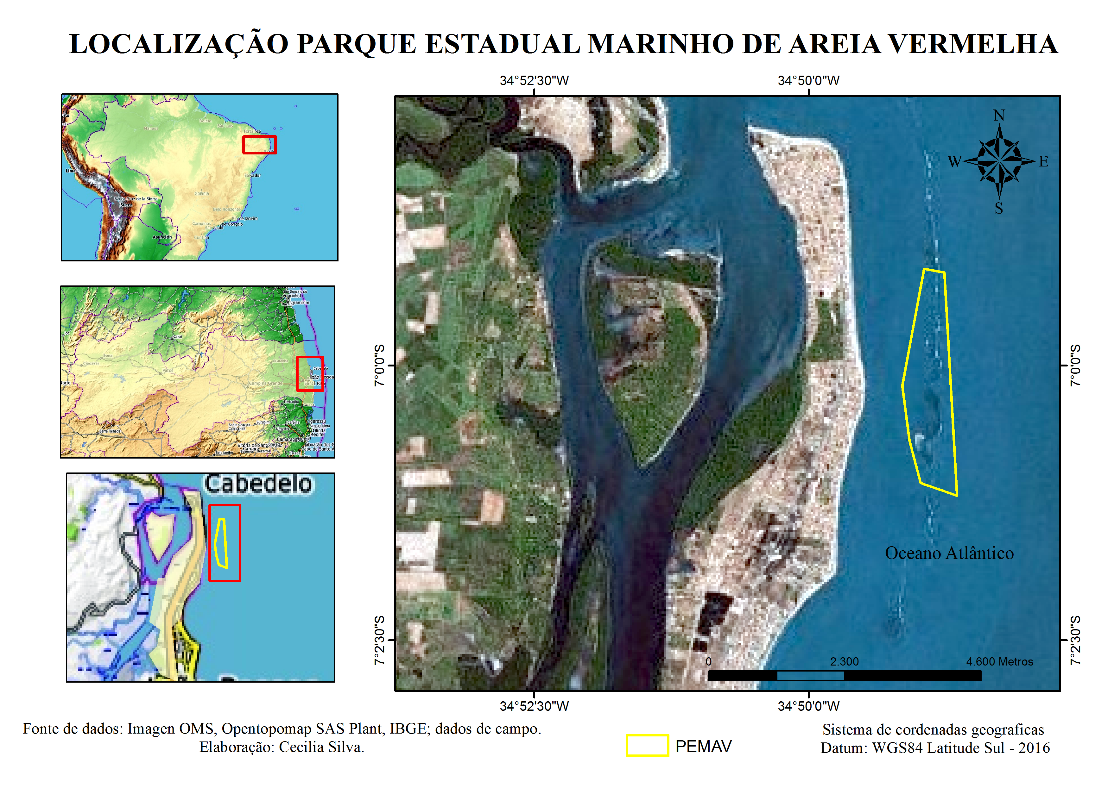 LOCALIZAÇÃO PARQUE ESTADUAL MARINHO DE AREIA VERMELHA
34°52'30"W
34°50'0"W
N
W
E
S
7°0'0"S
7°0'0"S
Cabedelo
Oceano Atlântico
7°2'30"S
7°2'30"S
0
2.300
4.600 Metros
34°52'30"W
34°50'0"W
Fonte de dados: Imagen OMS, Opentopomap SAS Plant, IBGE; dados de campo.
Elaboração: Cecilia Silva.
PEMAV
Sistema de cordenadas geograficas
Datum: WGS84 Latitude Sul - 2016